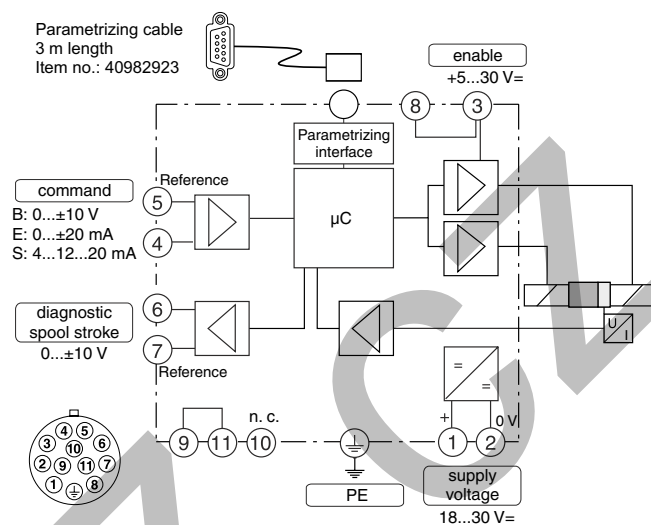 Parametrizing cable
3 m length
Item no.: 40982923
enable
+5...30 V=
8
3
Parametrizing
interface
command
B: 0...±10 V
E: 0...±20 mA
S: 4...12...20 mA
Reference
5
4
µC
diagnostic
spool stroke
0...±10 V
6
7
Reference
U
I
=
=
+
0 V
n. c.
9
11
10
1
2
PE
supply
voltage
18...30 V=
4
5
3
6
10
2
9
11
7
1
8